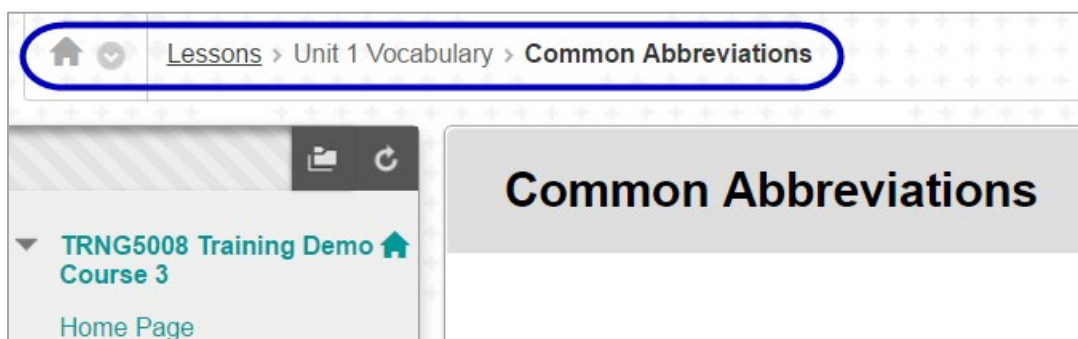 Lessons > Unit 1 Vocabulary > Common Abbreviations
Common Abbreviations
TRNG5008 Training Demo
Course 3
Home Page